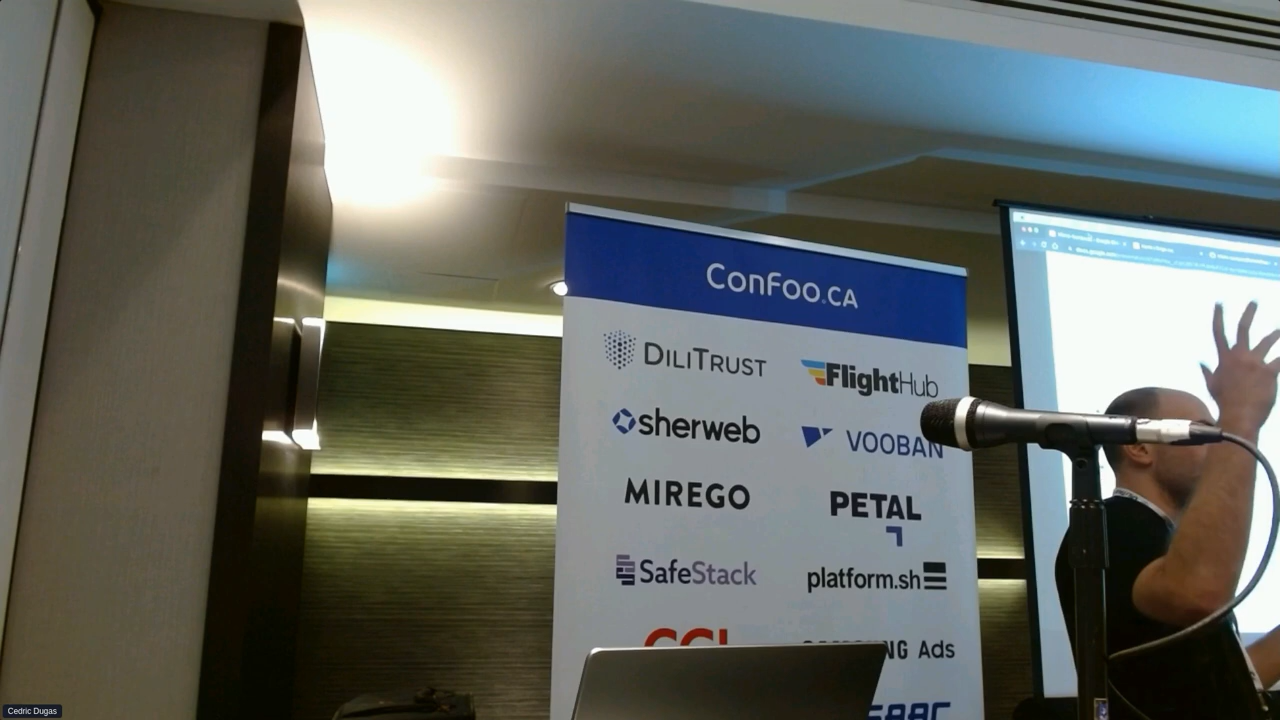 ConFoo.CA
DiliTrust
FlightHub
sherweb
VOOBAN
MIREGO
PETAL
SafeStack
platform.sh
Ads
Cedric Dugas